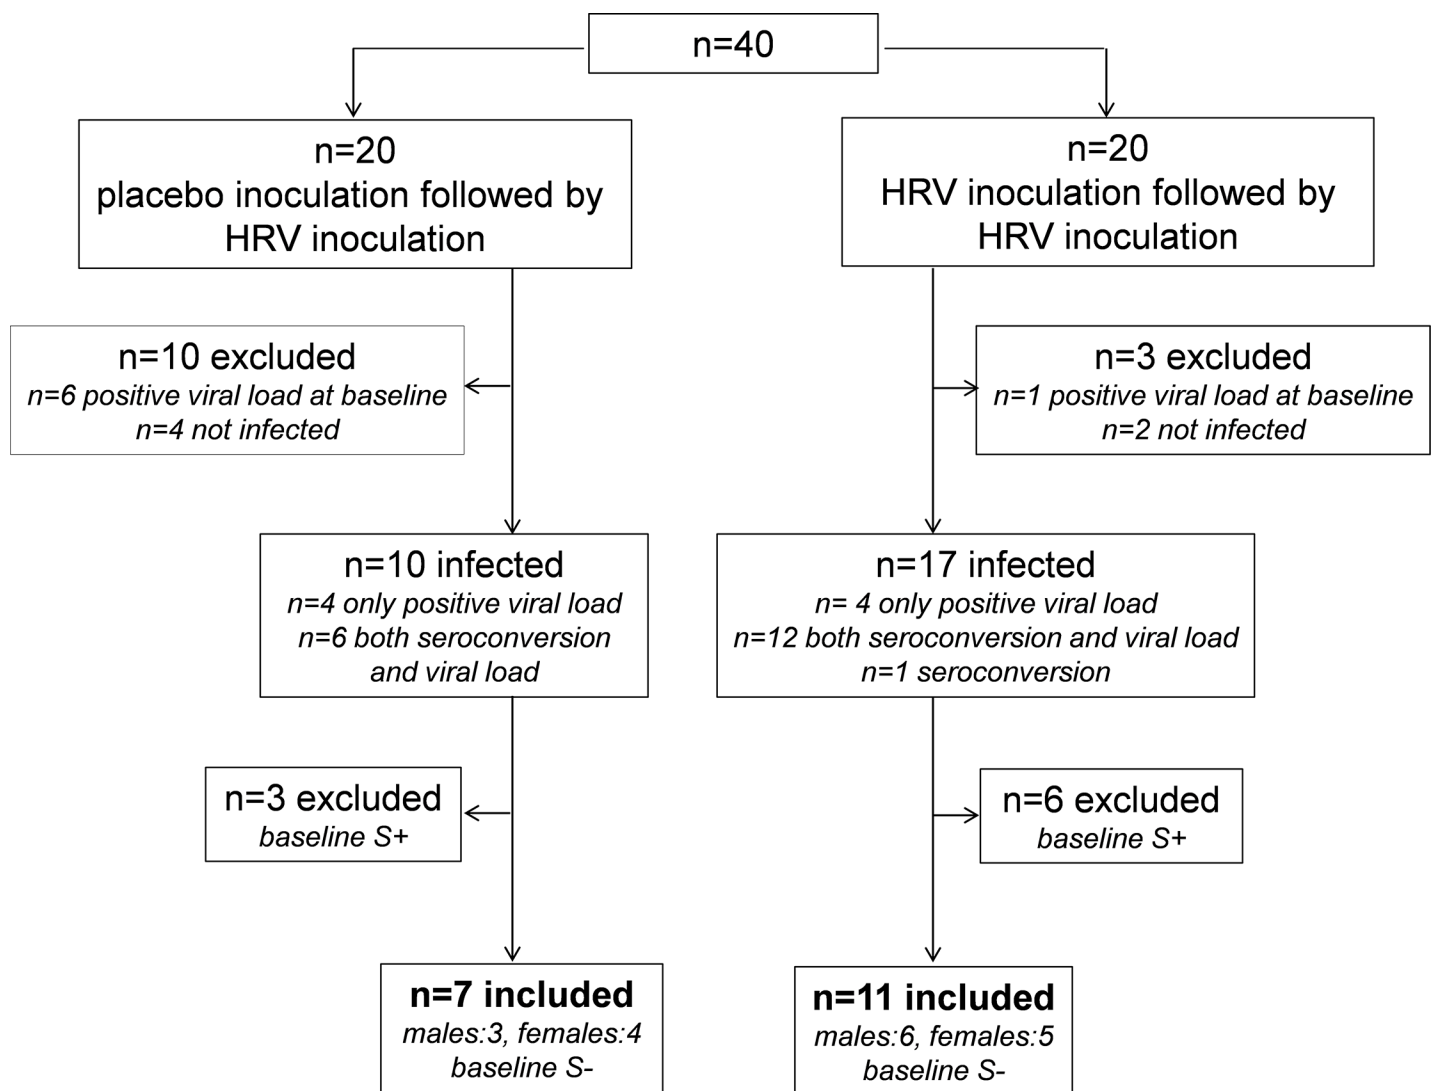 n=40
n=20
placebo inoculation followed by
HRV inoculation
n=20
HRV inoculation followed by
HRV inoculation
n=10 excluded
n=6 positive viral load at baseline
n=4 not infected
n=3 excluded
n=1 positive viral load at baseline
n=2 not infected
n=10 infected
n=4 only positive viral load
n=6 both seroconversion
and viral load
n=17 infected
n= 4 only positive viral load
n=12 both seroconversion and viral load
n=1 seroconversion
n=3 excluded
baseline S+
n=6 excluded
baseline S+
n=7 included
males:3, females:4
baseline S-
n=11 included
males:6, females:5
baseline S-